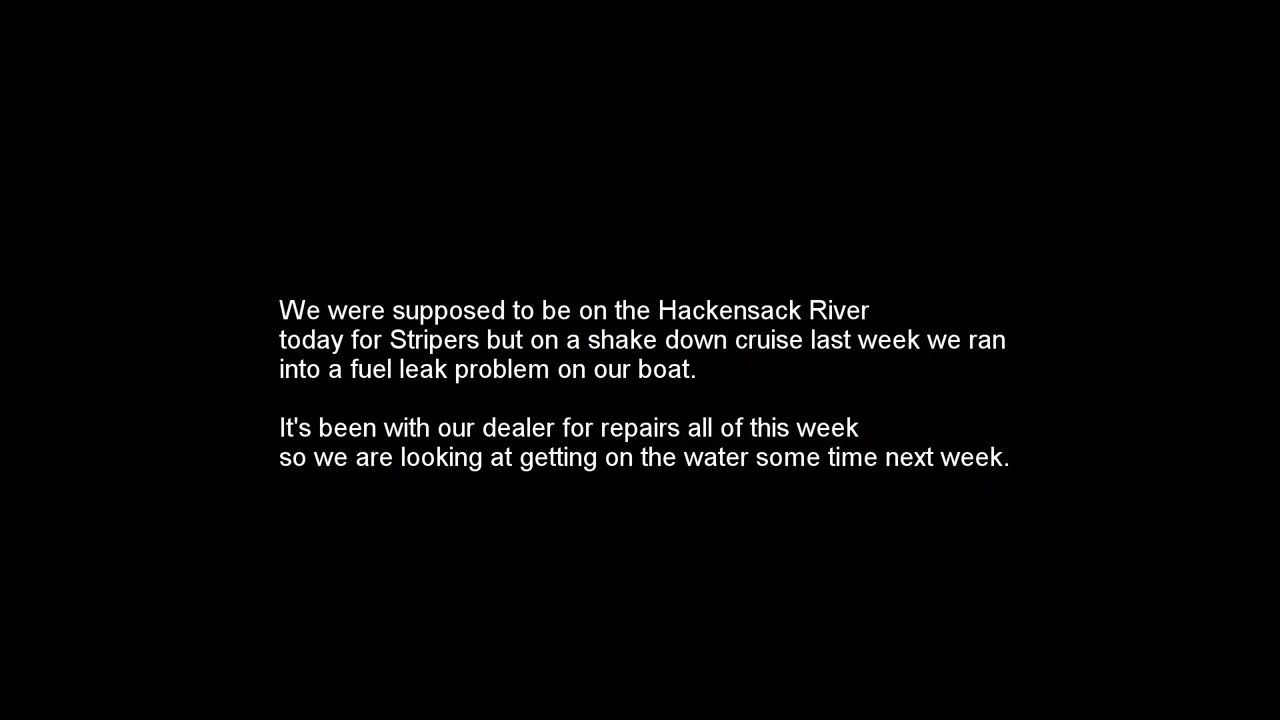 We were supposed to be on the Hackensack River
today for Stripers but on a shake down cruise last week we ran
into a fuel leak problem on our boat.
It's been with our dealer for repairs all of this week
so we are looking at getting on the water some time next week.